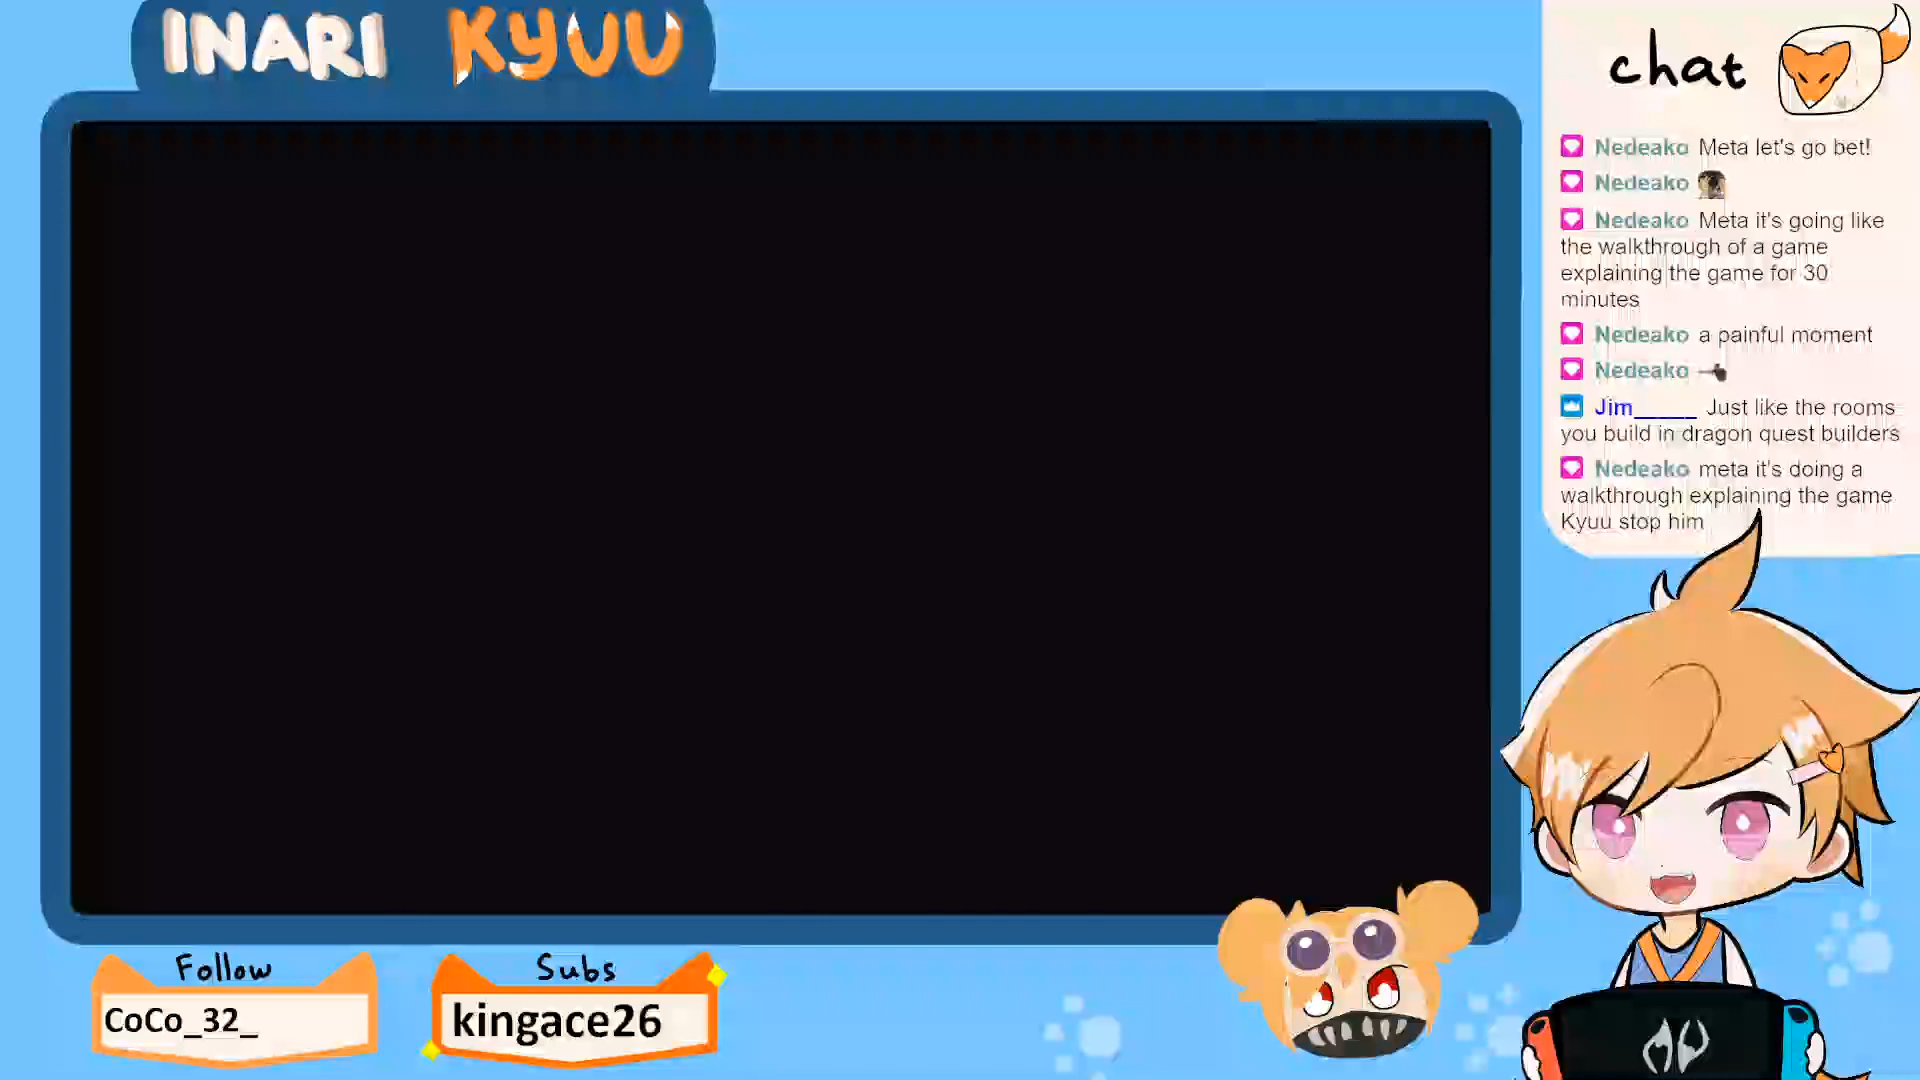 INARI KYUU
chat
Nedeako Meta let's go bet!
Nedeako
Nedeako Meta it's going like
the walkthrough of a game
explaining the game for 30
minutes
Nedeako a painful moment
Nedeako
Jim_____ Just like the rooms
you build in dragon quest builders
Nedeako meta it's doing a
walkthrough explaining the game
Kyuu stop him
Follow
CoCo_32_
Subs
kingace26